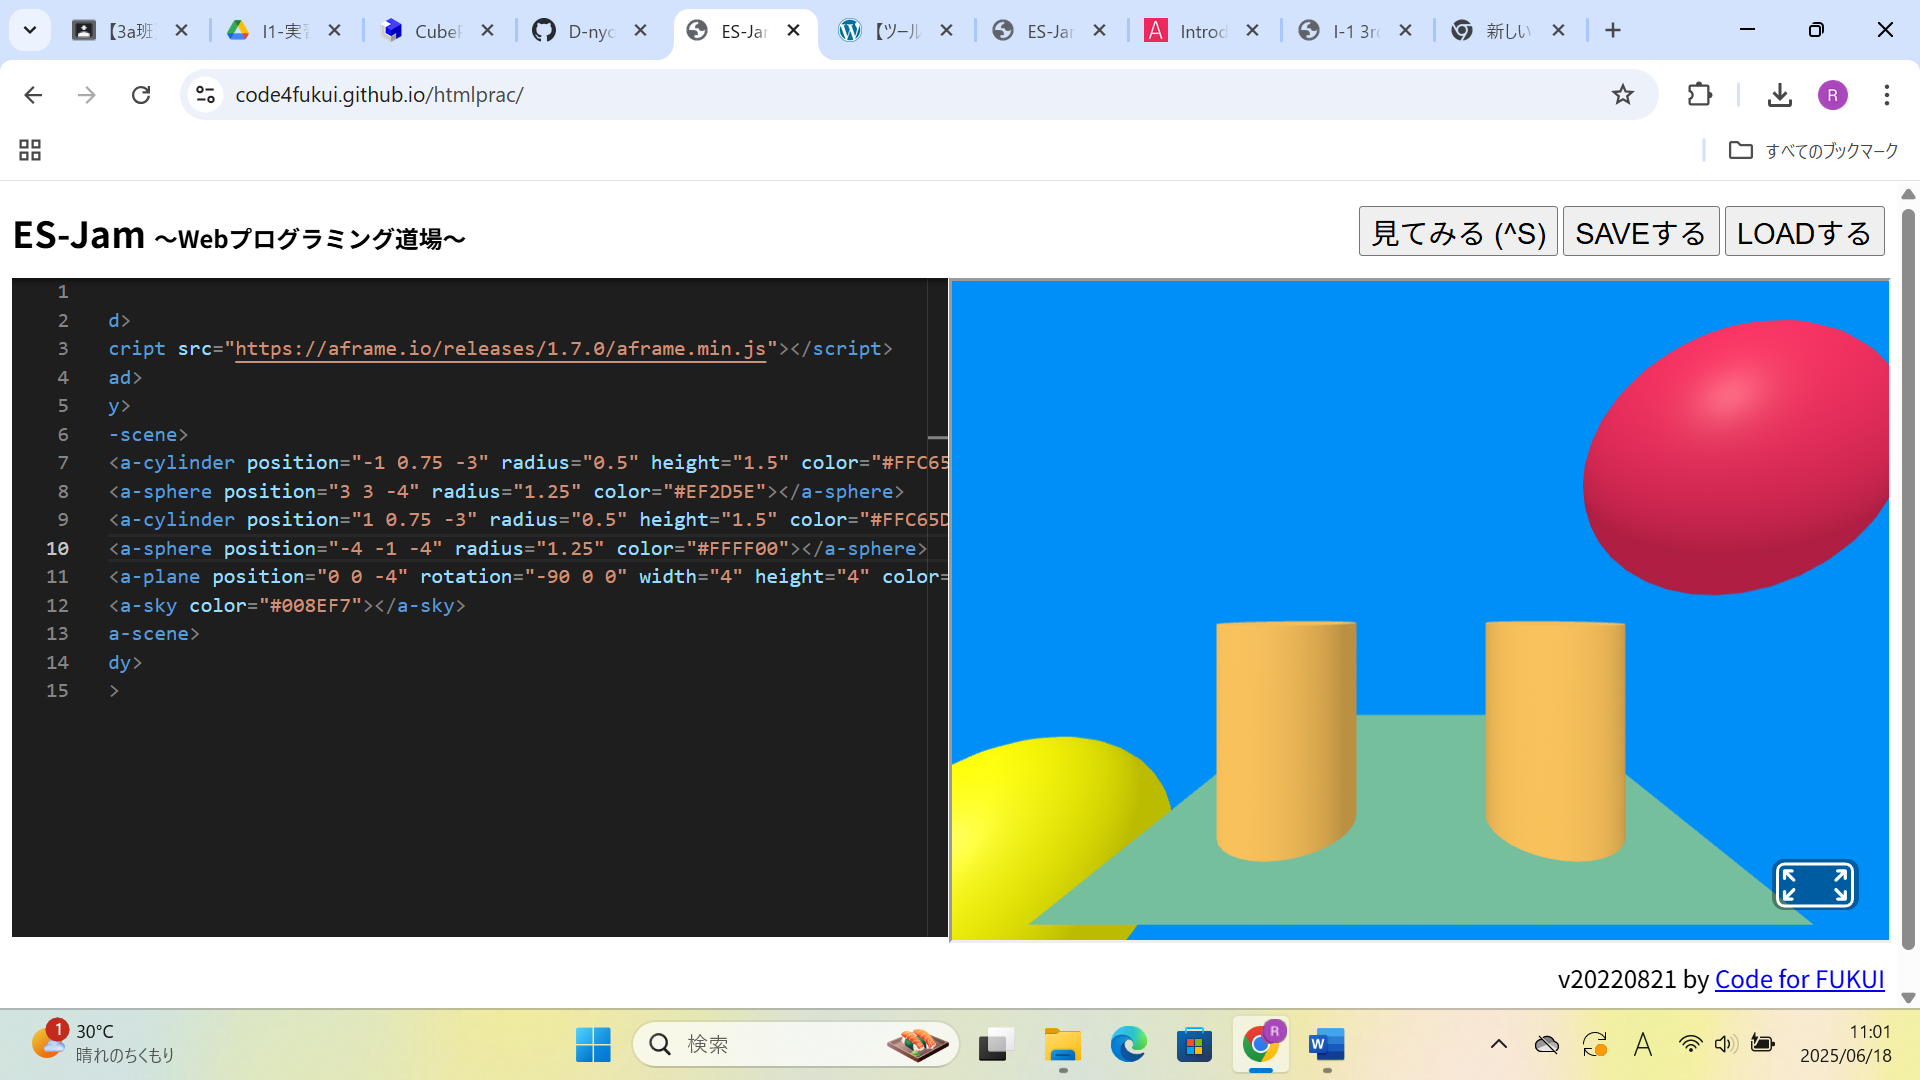 【3a班
I1-実習
CubeP
D-nyc
ES-Jar
【ツール
ES-Jar
Introd
I-1 3rd
新しい
code4fukui.github.io/htmlprac/
R
すべてのブックマーク
ES-Jam ～Webプログラミング道場～
見てみる (^S) SAVEする LOADする
1
2 d>
3 cript src="https://aframe.io/releases/1.7.0/aframe.min.js"></script>
4 ad>
5 y>
6 -scene>
7 <a-cylinder position="-1 0.75 -3" radius="0.5" height="1.5" color="#FFC65
8 <a-sphere position="3 3 -4" radius="1.25" color="#EF2D5E"></a-sphere>
9 <a-cylinder position="1 0.75 -3" radius="0.5" height="1.5" color="#FFC65D
10 <a-sphere position="-4 -1 -4" radius="1.25" color="#FFFF00"></a-sphere>
11 <a-plane position="0 0 -4" rotation="-90 0 0" width="4" height="4" color=
12 <a-sky color="#008EF7"></a-sky>
13 a-scene>
14 dy>
15 >
v20220821 by Code for FUKUI
1
30°C
晴れのちくもり
検索
R
A
11:01
2025/06/18